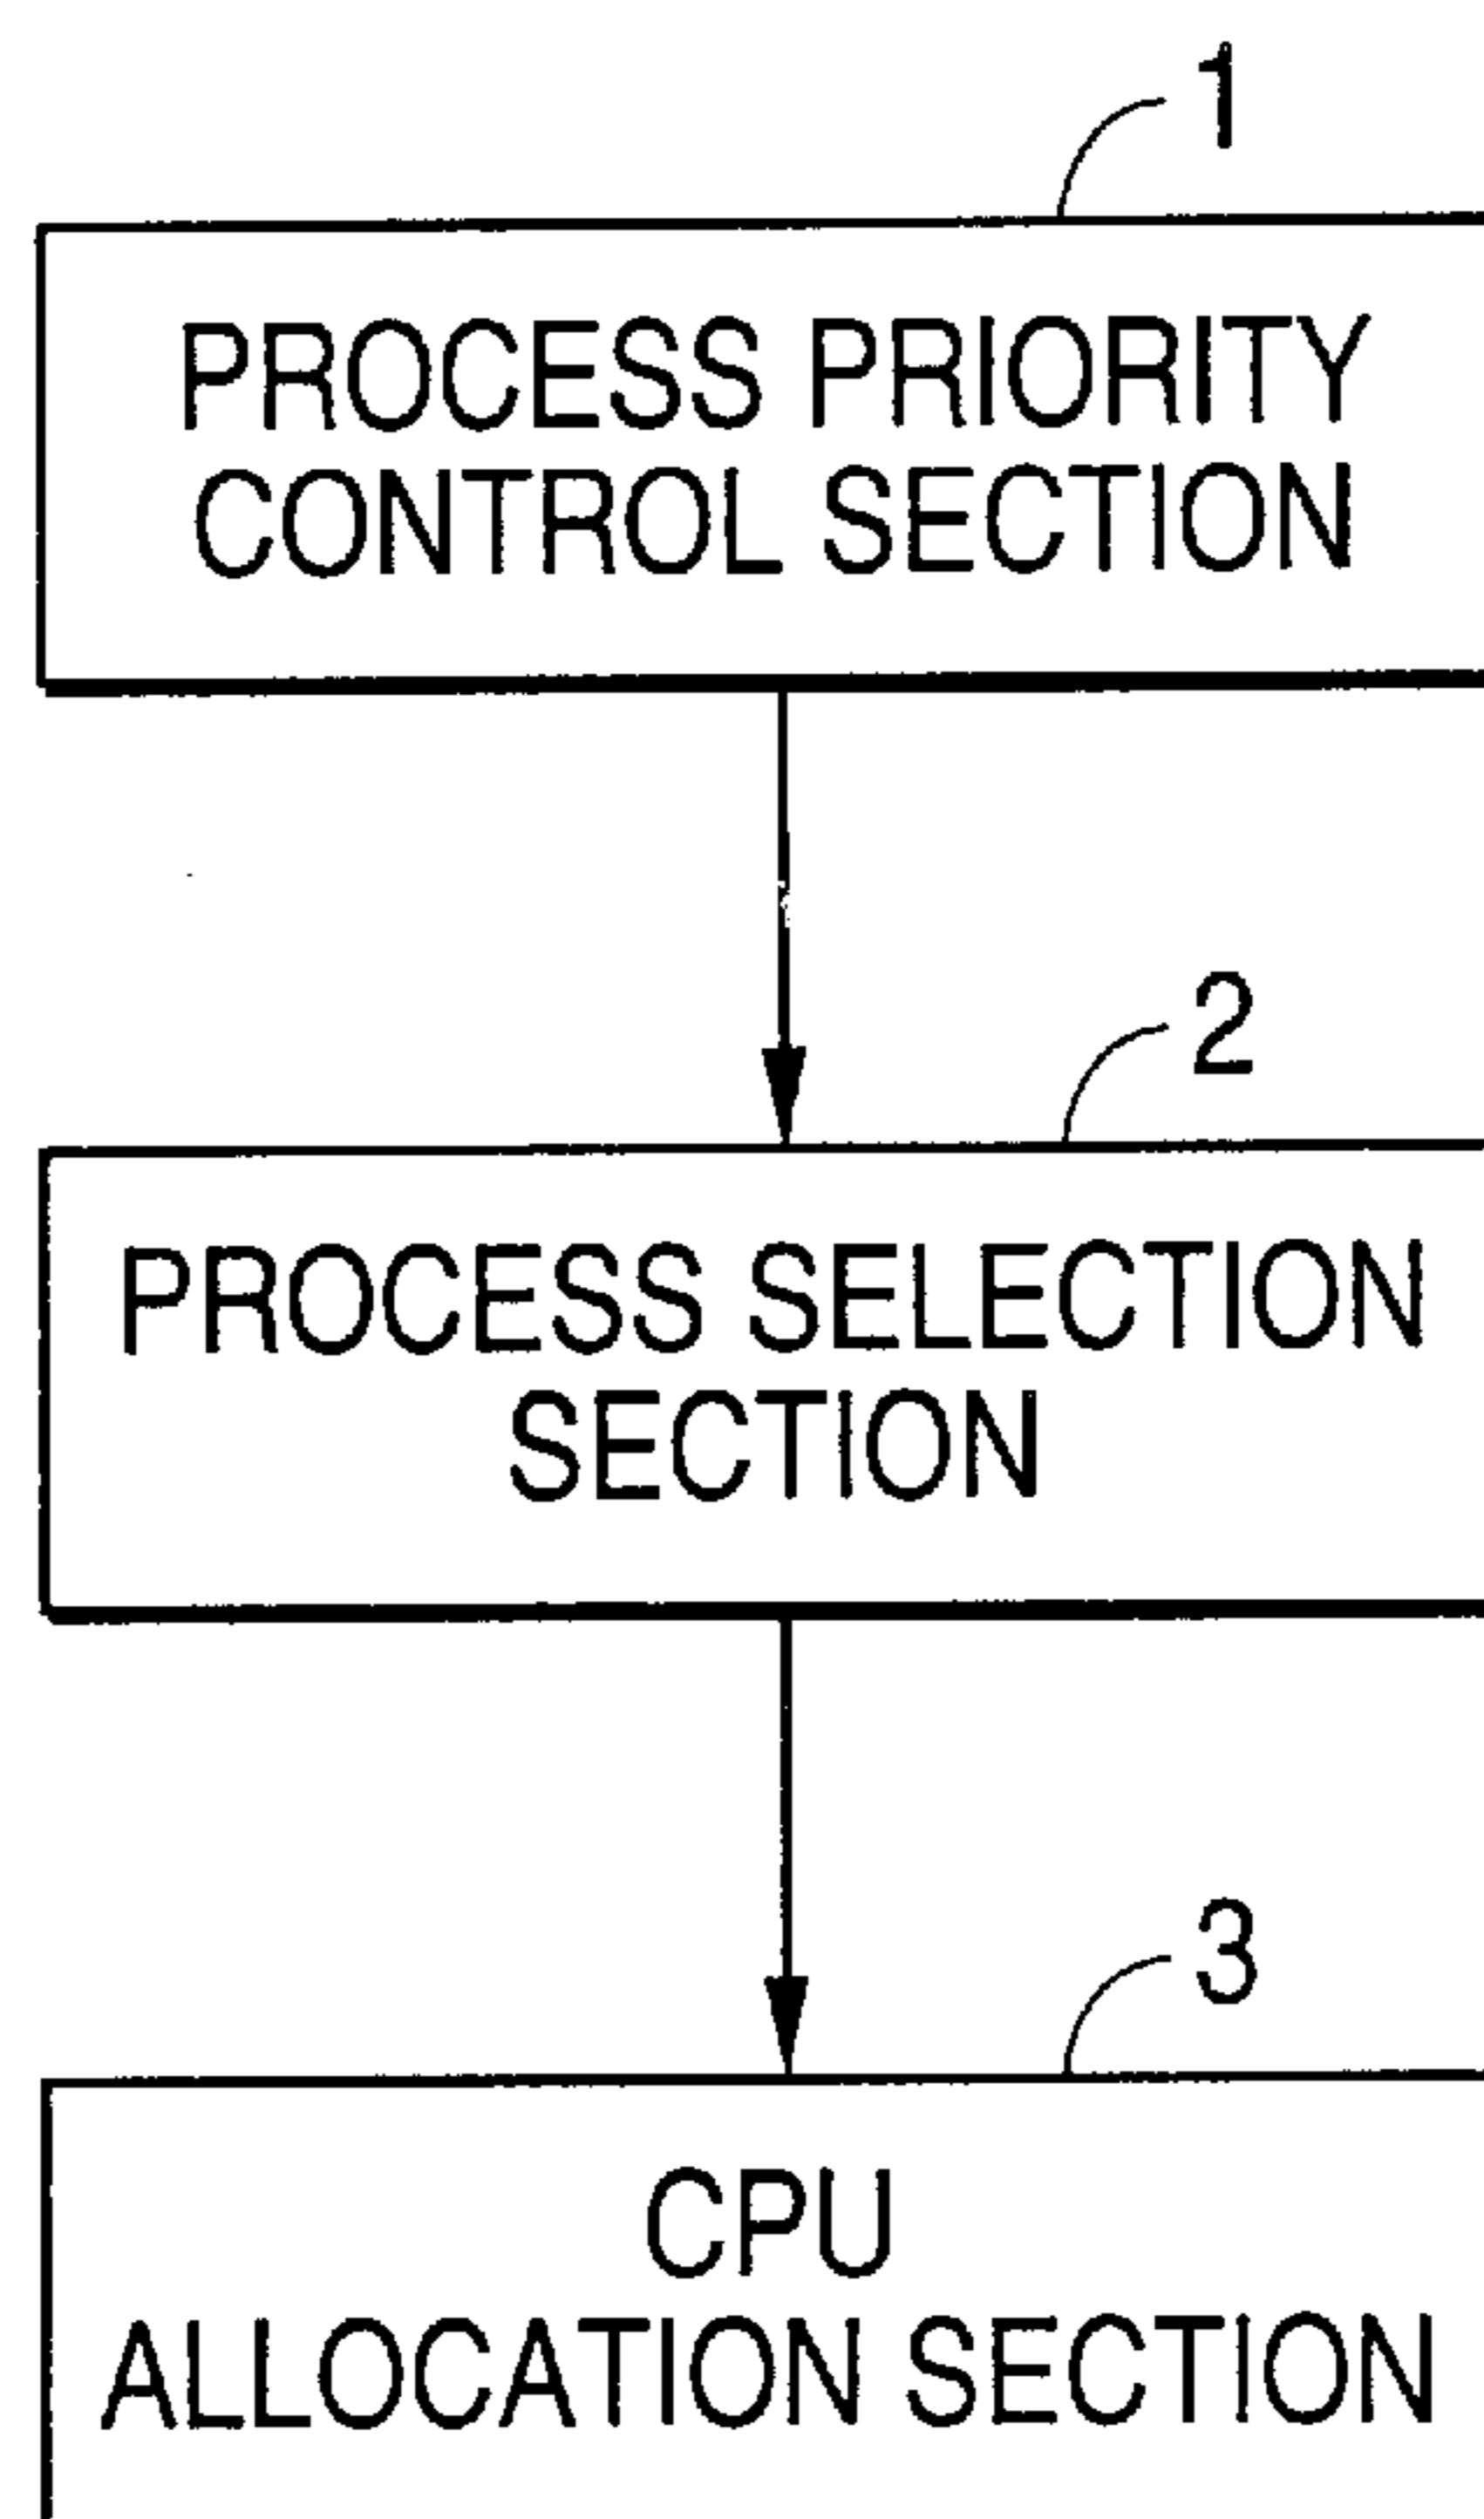 1
PROCESS PRIORITY
CONTROL SECTION
2
PROCESS SELECTION
SECTION
3
CPU
ALLOCATION SECTION